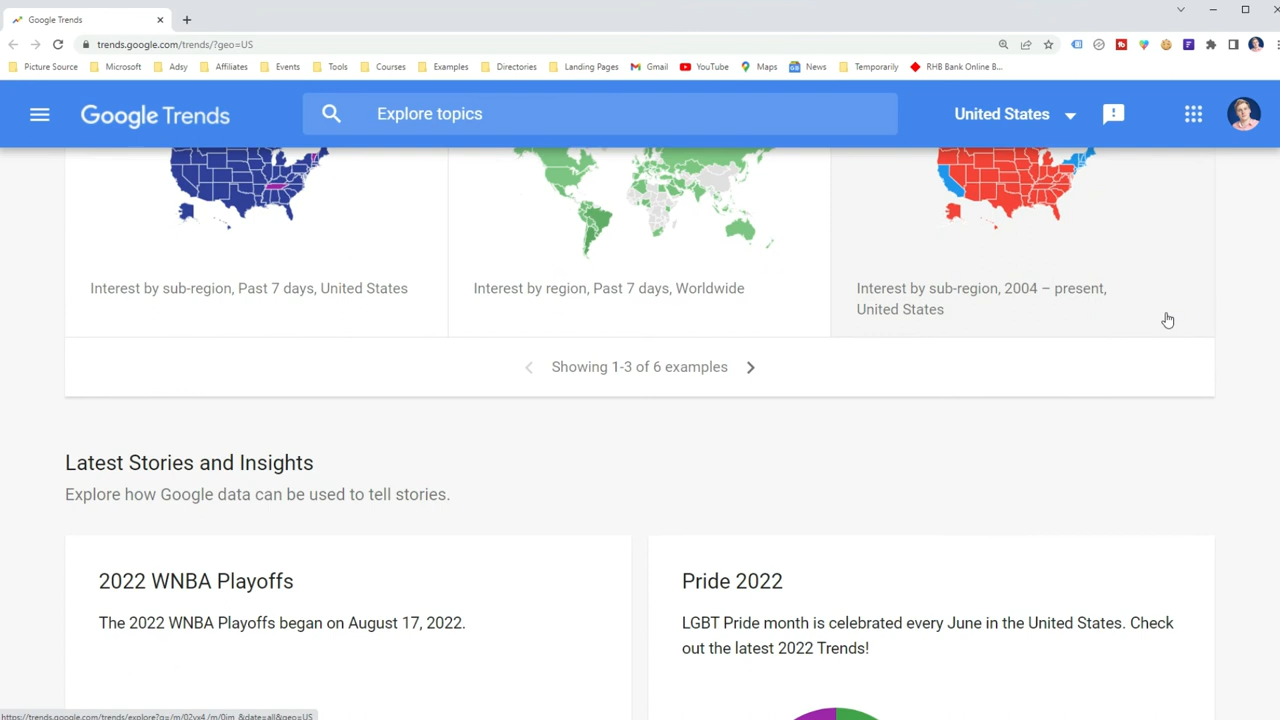 Google Trends
trends.google.com/trends/?geo=US
Picture Source Microsoft Adsy Affiliates Events Tools Courses Examples Directories Landing Pages Gmail YouTube Maps News Temporarily RHB Bank Online B...
Google Trends Explore topics United States
Interest by sub-region, Past 7 days, United States
Interest by region, Past 7 days, Worldwide
Interest by sub-region, 2004 – present,
United States
Showing 1-3 of 6 examples
Latest Stories and Insights
Explore how Google data can be used to tell stories.
2022 WNBA Playoffs
The 2022 WNBA Playoffs began on August 17, 2022.
Pride 2022
LGBT Pride month is celebrated every June in the United States. Check
out the latest 2022 Trends!